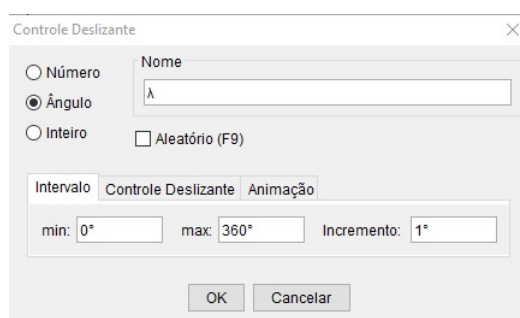 Controle Deslizante
Número
Nome
Ângulo
λ
Inteiro
Aleatório (F9)
Intervalo Controle Deslizante Animação
min: 0° max: 360° Incremento: 1°
OK Cancelar